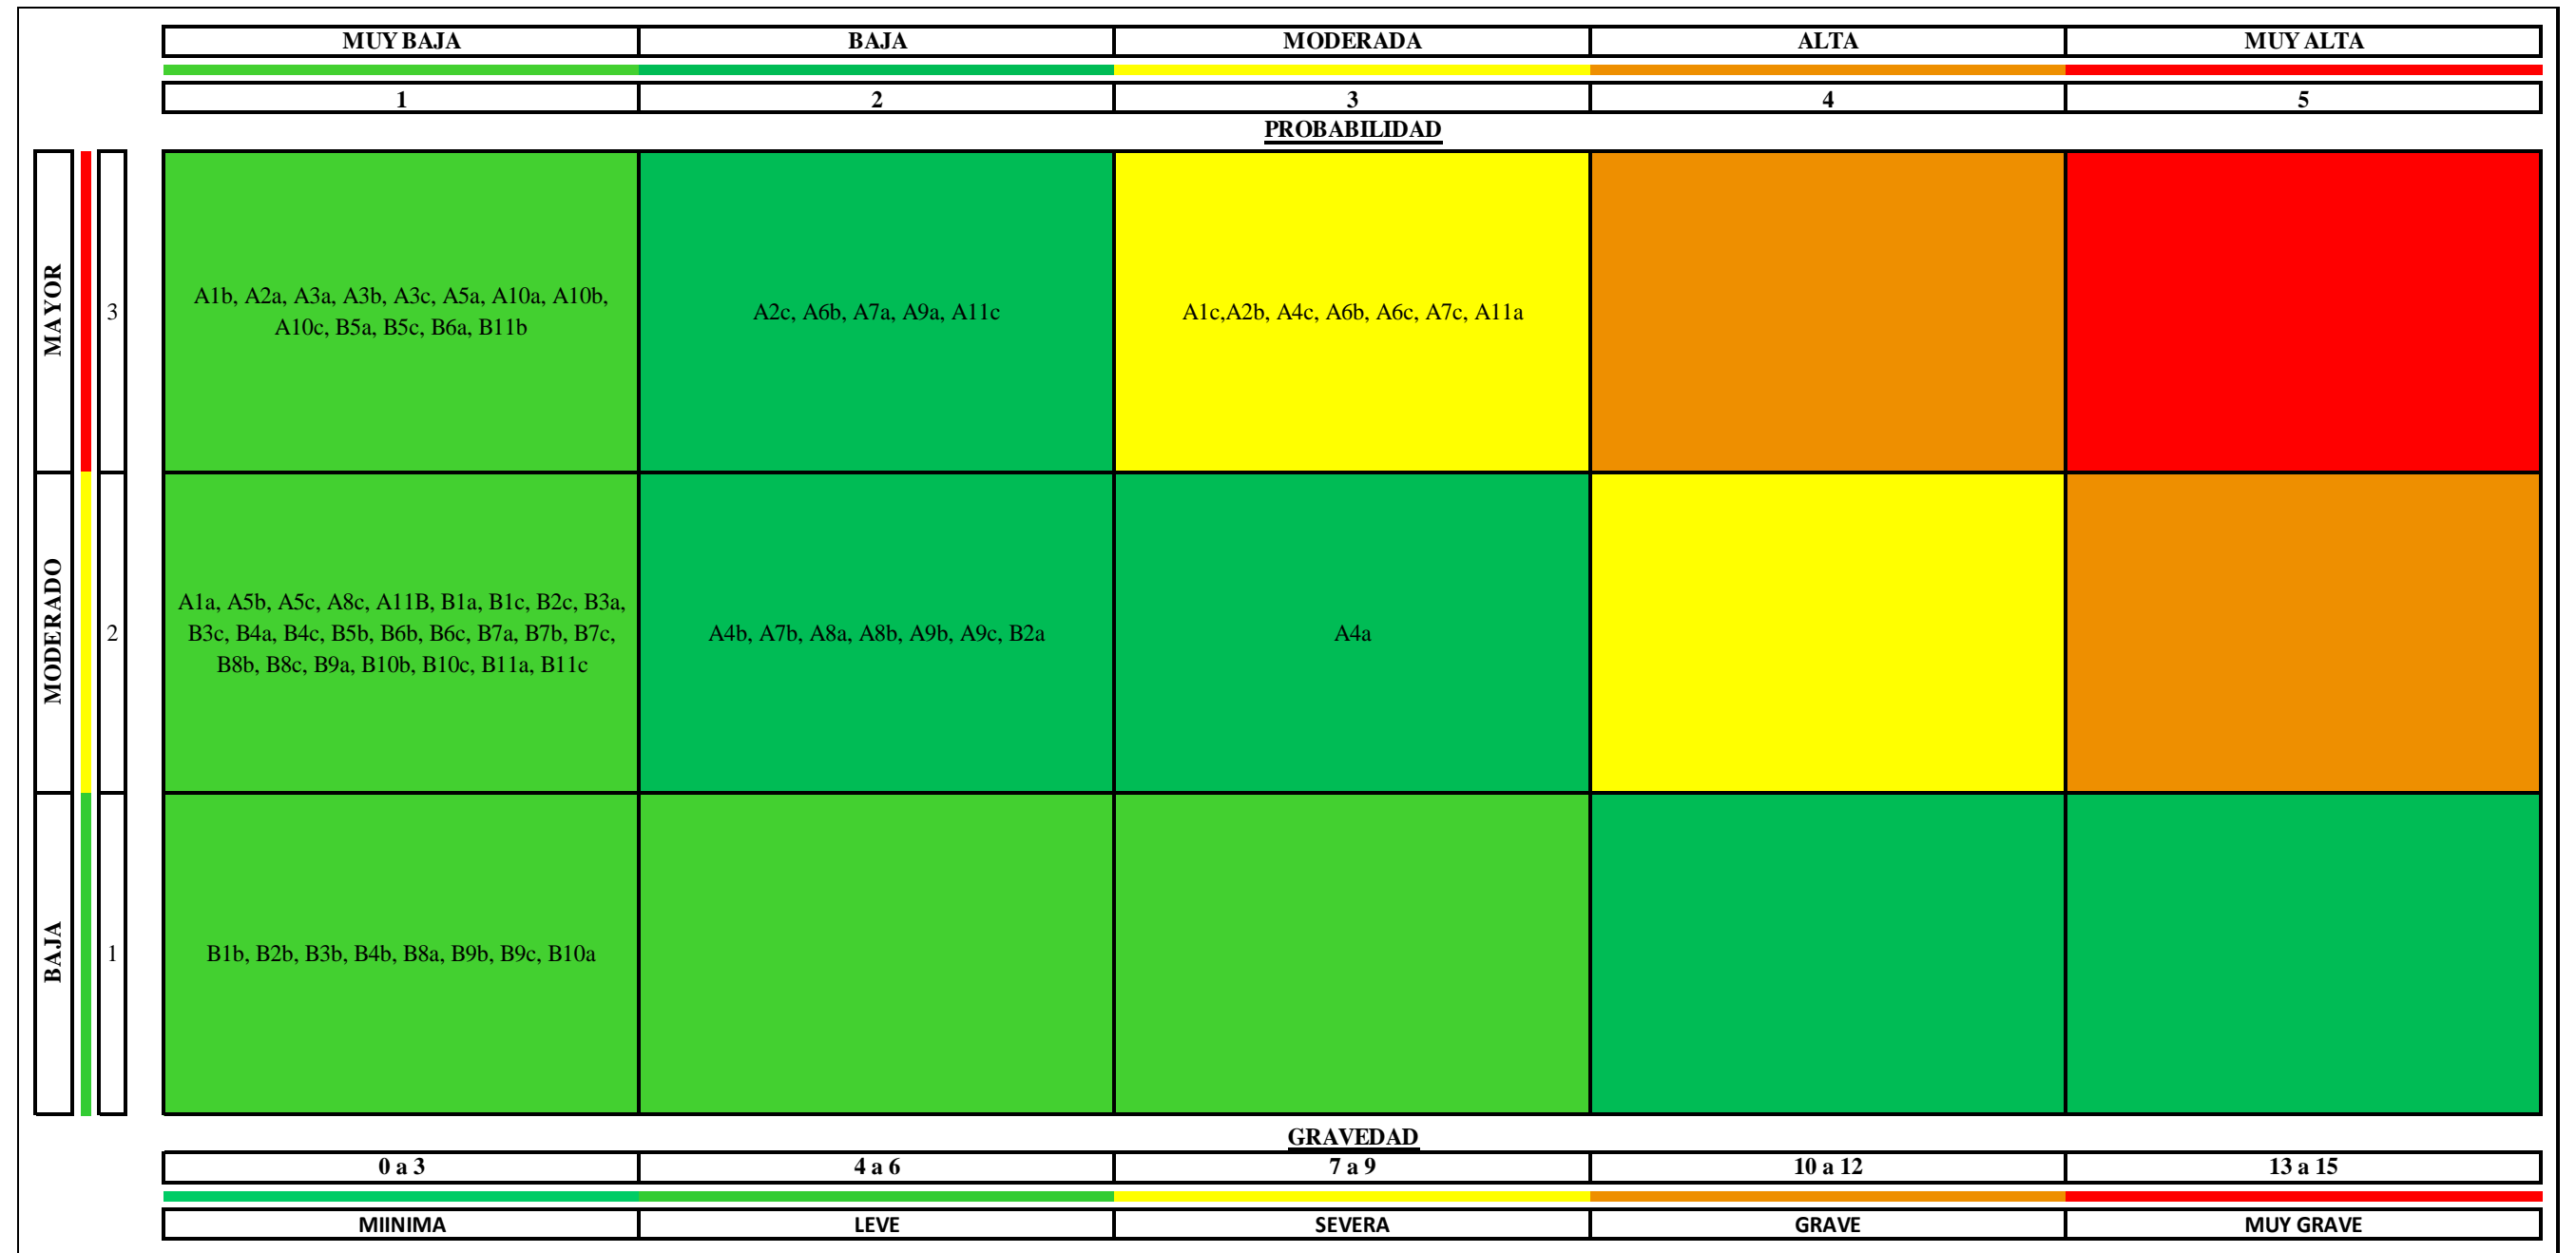 MUY BAJA BAJA MODERADA ALTA MUY ALTA
1 2 3 4 5
PROBABILIDAD
MAYOR
3
A1b, A2a, A3a, A3b, A3c, A5a, A10a, A10b,
A10c, B5a, B5c, B6a, B11b
A2c, A6b, A7a, A9a, A11c
A1c,A2b, A4c, A6b, A6c, A7c, A11a
MODERADO
2
A1a, A5b, A5c, A8c, A11B, B1a, B1c, B2c, B3a,
B3c, B4a, B4c, B5b, B6b, B6c, B7a, B7b, B7c,
B8b, B8c, B9a, B10b, B10c, B11a, B11c
A4b, A7b, A8a, A8b, A9b, A9c, B2a
A4a
BAJA
1
B1b, B2b, B3b, B4b, B8a, B9b, B9c, B10a
GRAVEDAD
0 a 3 4 a 6 7 a 9 10 a 12 13 a 15
MIINIMA LEVE SEVERA GRAVE MUY GRAVE